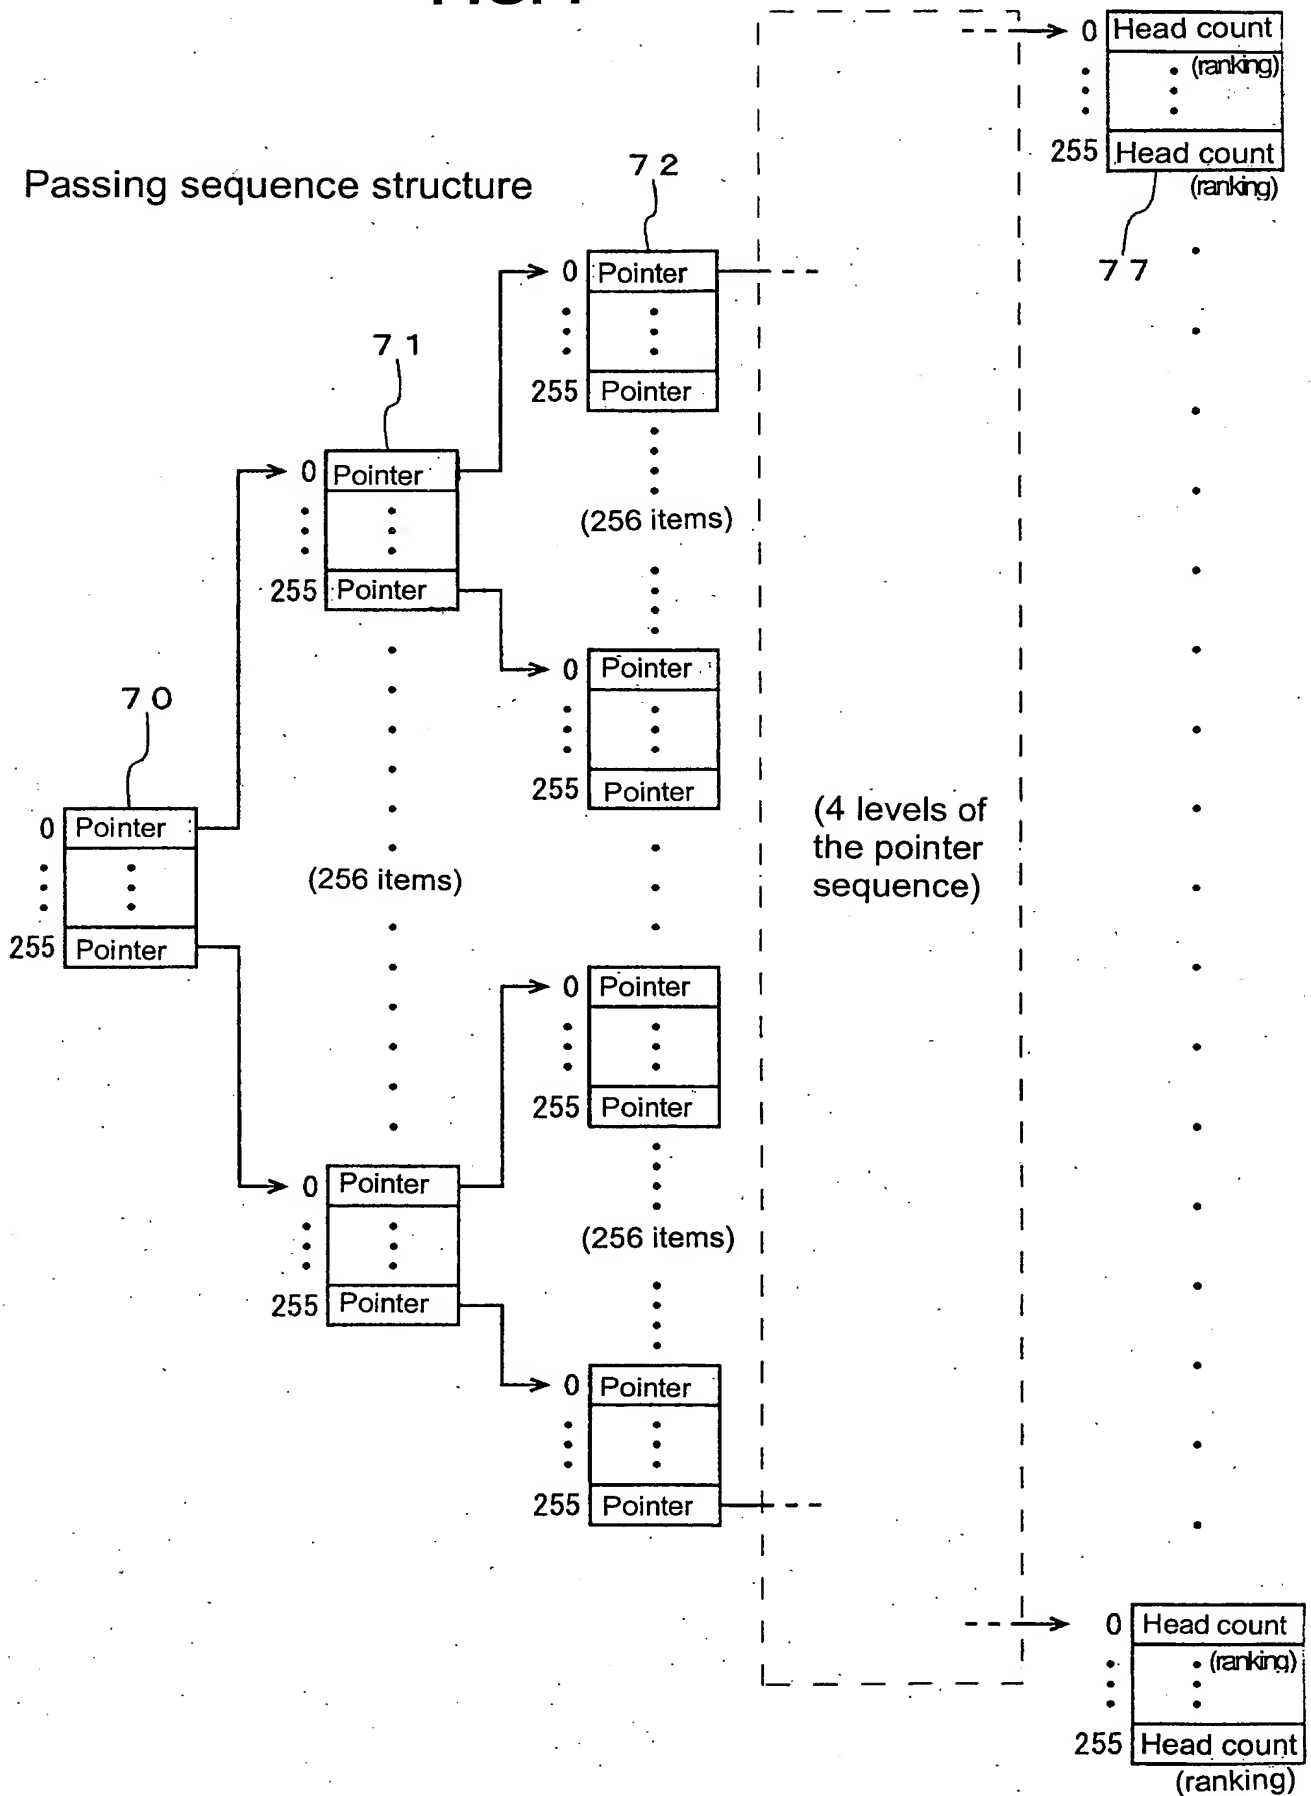 0 Head count
(ranking)
255 Head count
(ranking)
77
Passing sequence structure
72
0 Pointer
255 Pointer
71
(256 items)
0 Pointer
255 Pointer
0 Pointer
255 Pointer
70
0 Pointer
255 Pointer
(4 levels of
the pointer
sequence)
(256 items)
0 Pointer
255 Pointer
0 Pointer
255 Pointer
(256 items)
0 Pointer
255 Pointer
0 Head count
(ranking)
255 Head count
(ranking)